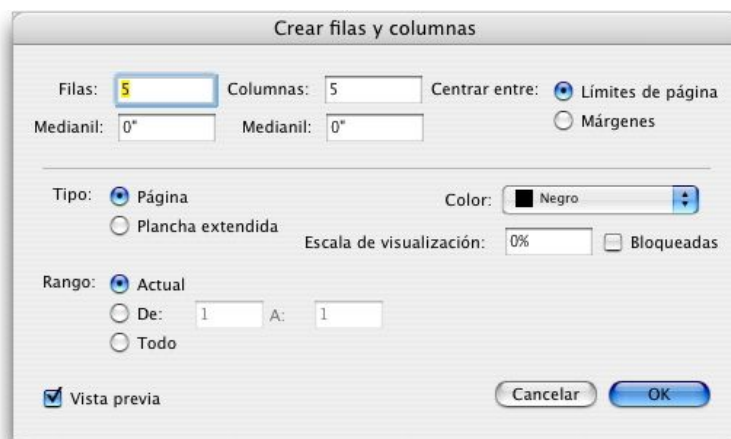 Crear filas y columnas
Filas: 5 Columnas: 5 Centrar entre: Límites de página
Medianil: 0" Medianil: 0" Márgenes
Tipo: Página Color: Negro
Plancha extendida
Escala de visualización: 0% Bloqueadas
Rango: Actual
De: 1 A: 1
Todo
Vista previa Cancelar OK